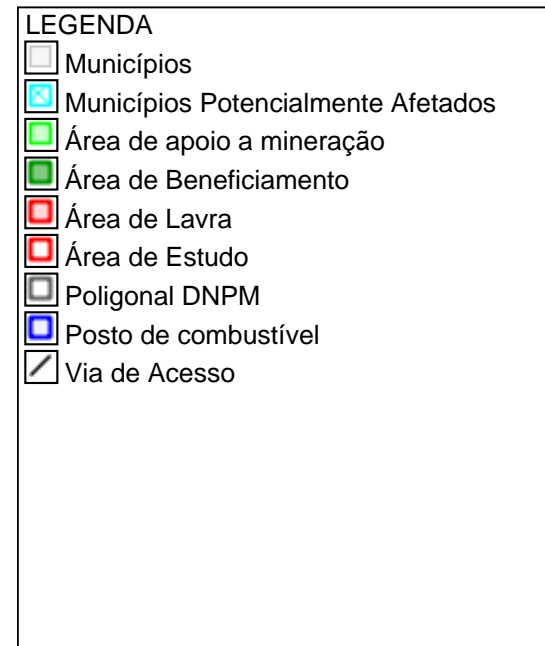 LEGENDA
Municípios
Municípios Potencialmente Afetados
Área de apoio a mineração
Área de Beneficiamento
Área de Lavra
Área de Estudo
Poligonal DNPM
Posto de combustível
Via de Acesso